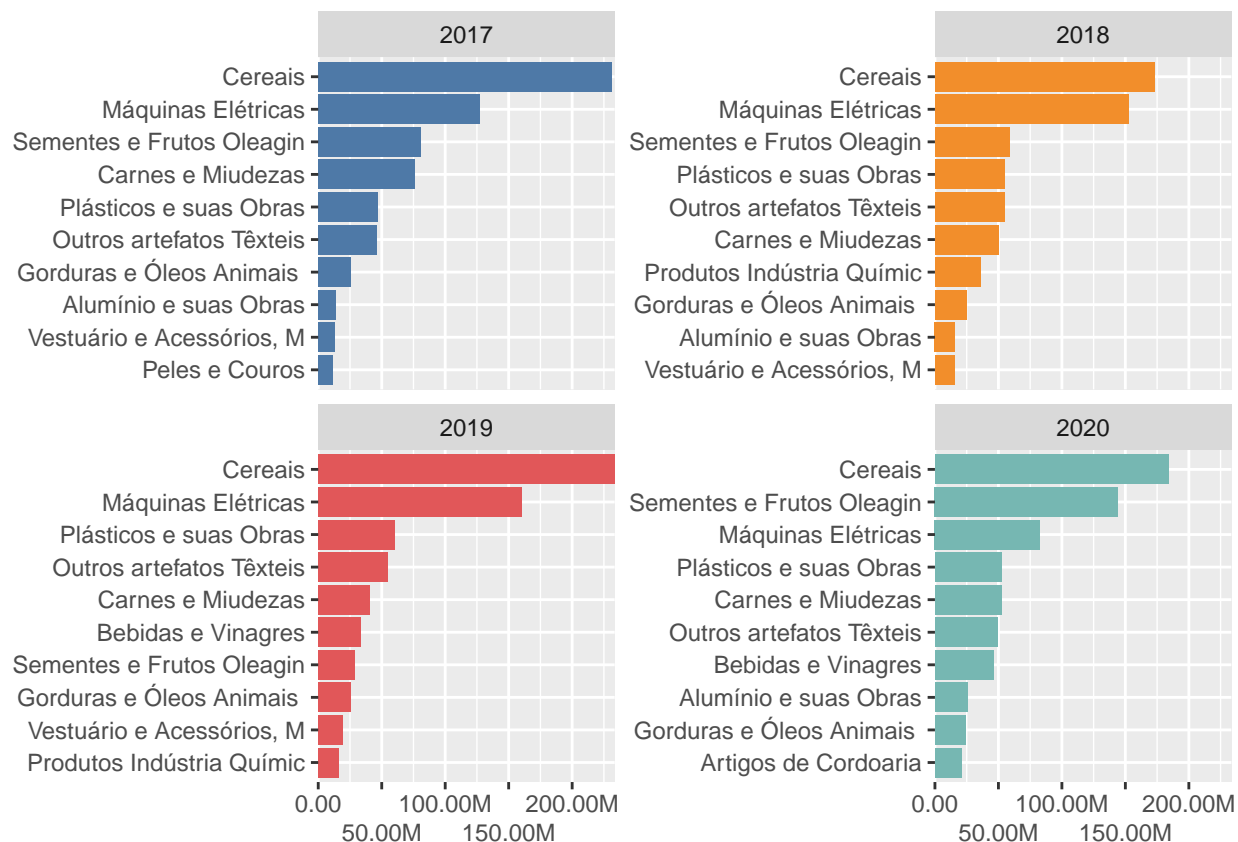 2017
Cereais
Máquinas Elétricas
Sementes e Frutos Oleagin
Carnes e Miudezas
Plásticos e suas Obras
Outros artefatos Têxteis
Gorduras e Óleos Animais
Alumínio e suas Obras
Vestuário e Acessórios, M
Peles e Couros
2018
Cereais
Máquinas Elétricas
Sementes e Frutos Oleagin
Plásticos e suas Obras
Outros artefatos Têxteis
Carnes e Miudezas
Produtos Indústria Químic
Gorduras e Óleos Animais
Alumínio e suas Obras
Vestuário e Acessórios, M
2019
Cereais
Máquinas Elétricas
Plásticos e suas Obras
Outros artefatos Têxteis
Carnes e Miudezas
Bebidas e Vinagres
Sementes e Frutos Oleagin
Gorduras e Óleos Animais
Vestuário e Acessórios, M
Produtos Indústria Químic
0.00 100.00M 200.00M
50.00M 150.00M
2020
Cereais
Sementes e Frutos Oleagin
Máquinas Elétricas
Plásticos e suas Obras
Carnes e Miudezas
Outros artefatos Têxteis
Bebidas e Vinagres
Alumínio e suas Obras
Gorduras e Óleos Animais
Artigos de Cordoaria
0.00 100.00M 200.00M
50.00M 150.00M